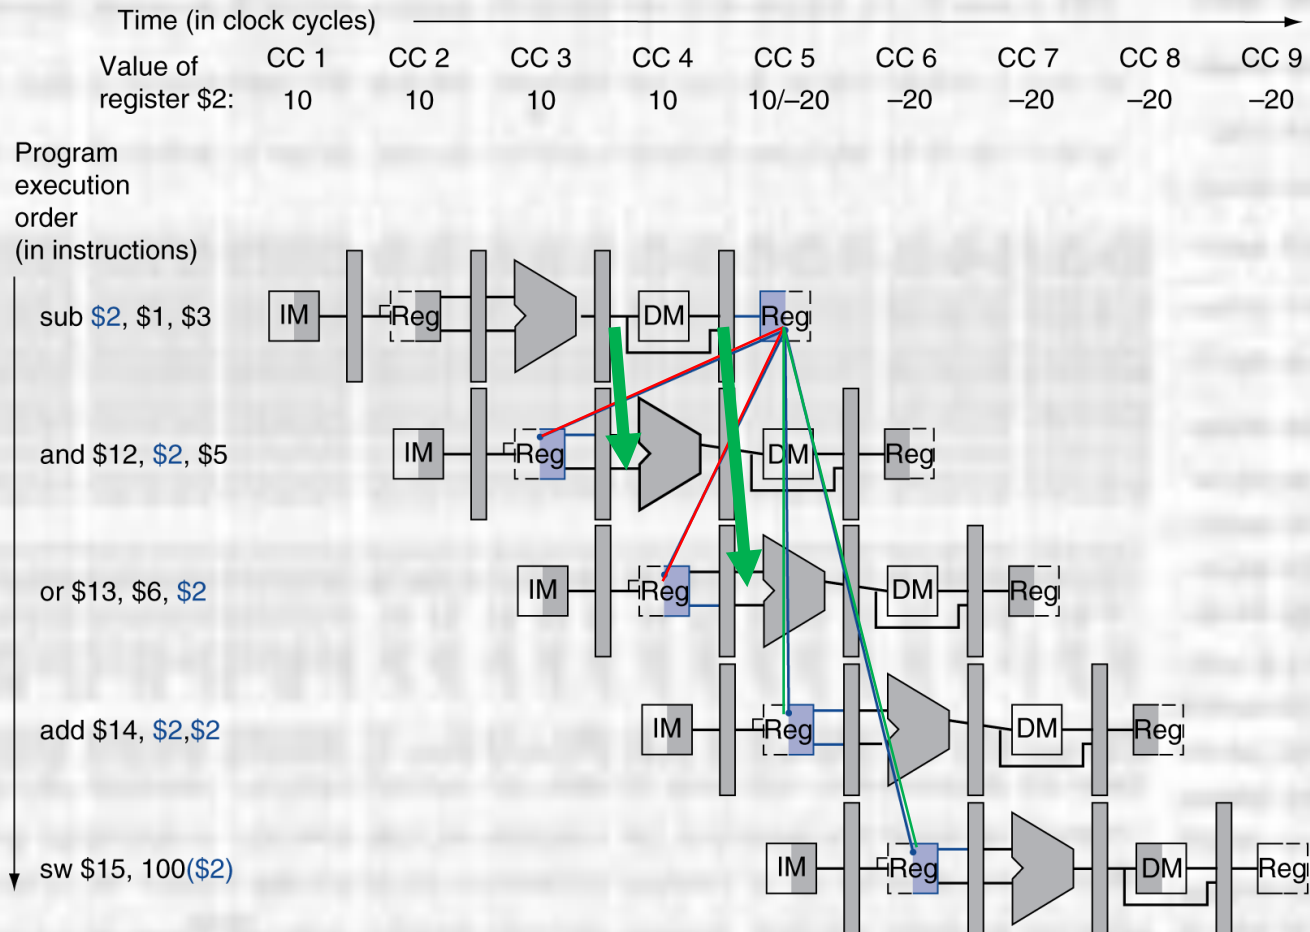 Time (in clock cycles)
CC 1 CC 2 CC 3 CC 4 CC 5 CC 6 CC 7 CC 8 CC 9
Value of
register $2: 10 10 10 10 10/–20 –20 –20 –20 –20
Program
execution
order
(in instructions)
sub $2, $1, $3 IM Reg DM Reg
and $12, $2, $5 IM Reg DM Reg
or $13, $6, $2 IM Reg DM Reg
add $14, $2,$2 IM Reg DM Reg
sw $15, 100($2) IM Reg DM Reg